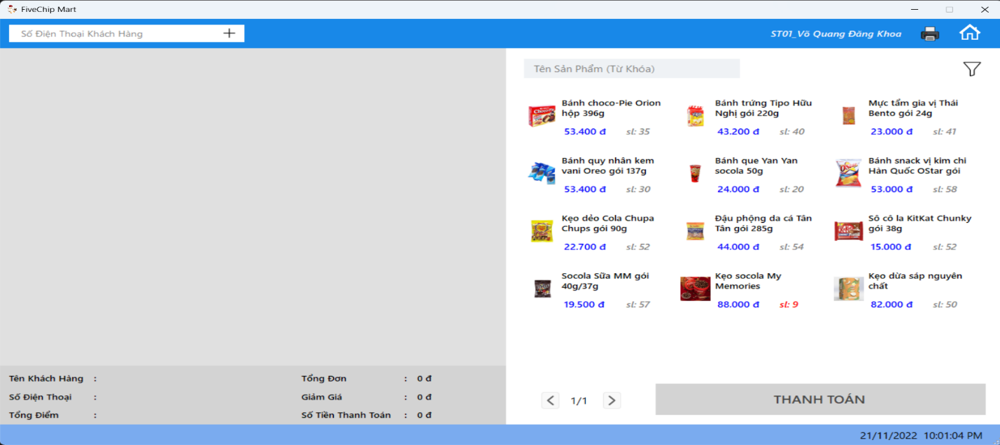 FiveChip Mart
Số Điện Thoại Khách Hàng
ST01_Võ Quang Đăng Khoa
Tên Sản Phẩm (Từ Khóa)
Bánh choco-Pie Orion
hộp 396g
53.400 đ sl: 35
Bánh trứng Tipo Hữu
Nghị gói 220g
43.200 đ sl: 40
Mực tẩm gia vị Thái
Bento gói 24g
23.000 đ sl: 41
Bánh quy nhân kem
vani Oreo gói 137g
53.400 đ sl: 30
Bánh que Yan Yan
socola 50g
24.000 đ sl: 20
Bánh snack vị kim chi
Hàn Quốc OStar gói
53.000 đ sl: 58
Kẹo dẻo Cola Chupa
Chups gói 90g
22.700 đ sl: 52
Đậu phộng da cá Tân
Tân gói 285g
44.000 đ sl: 54
Sô cô la KitKat Chunky
gói 38g
15.000 đ sl: 52
Socola Sữa MM gói
40g/37g
19.500 đ sl: 57
Kẹo socola My
Memories
88.000 đ sl: 9
Kẹo dừa sáp nguyên
chất
82.000 đ sl: 50
Tên Khách Hàng :
Số Điện Thoại :
Tổng Điểm :
Tổng Đơn : 0 đ
Giảm Giá : 0 đ
Số Tiền Thanh Toán : 0 đ
1/1
THANH TOÁN
21/11/2022 10:01:04 PM